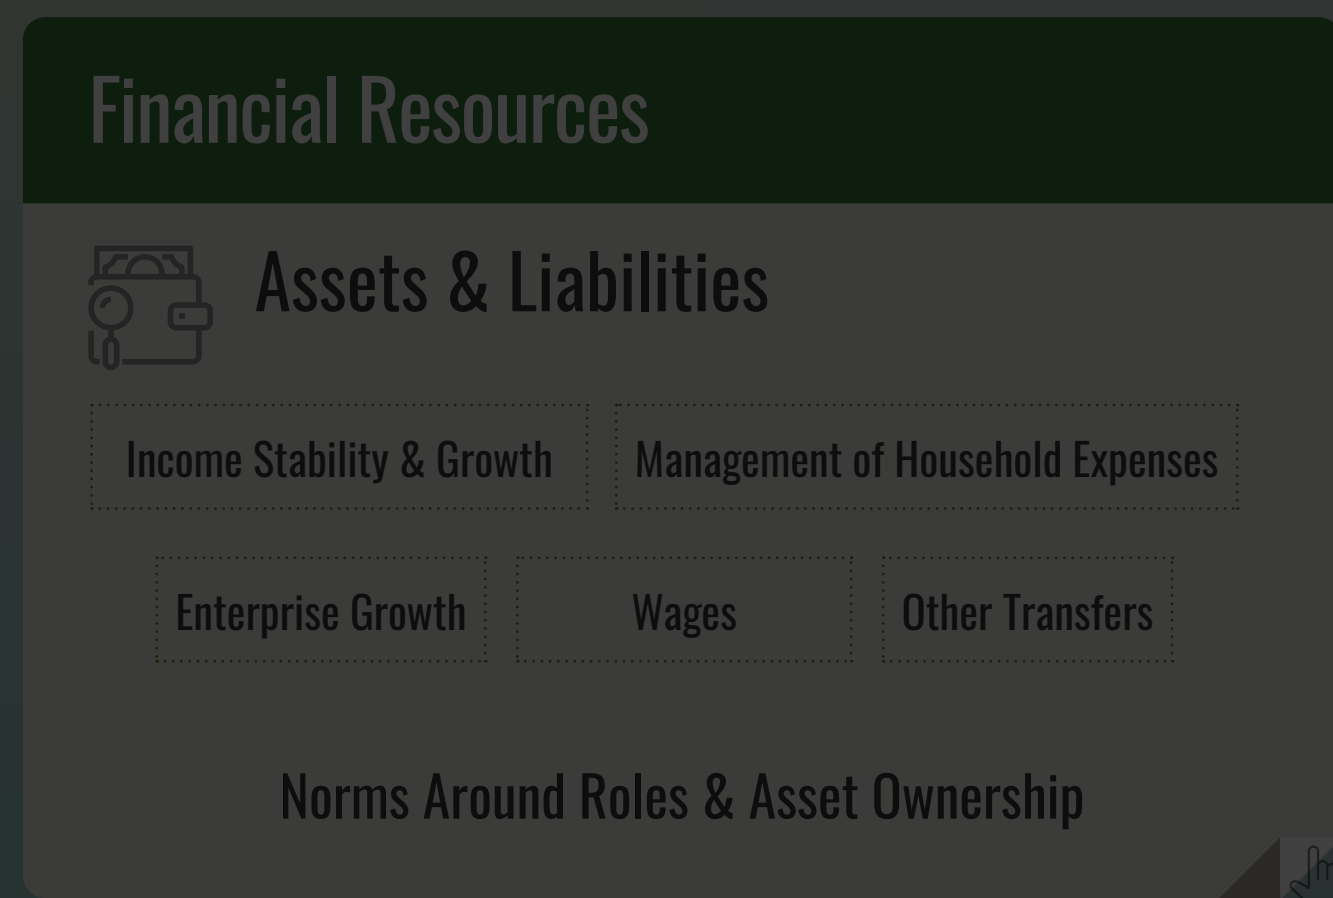 Financial Resources
Assets & Liabilities
Income Stability & Growth
Management of Household Expenses
Enterprise Growth
Wages
Other Transfers
Norms Around Roles & Asset Ownership